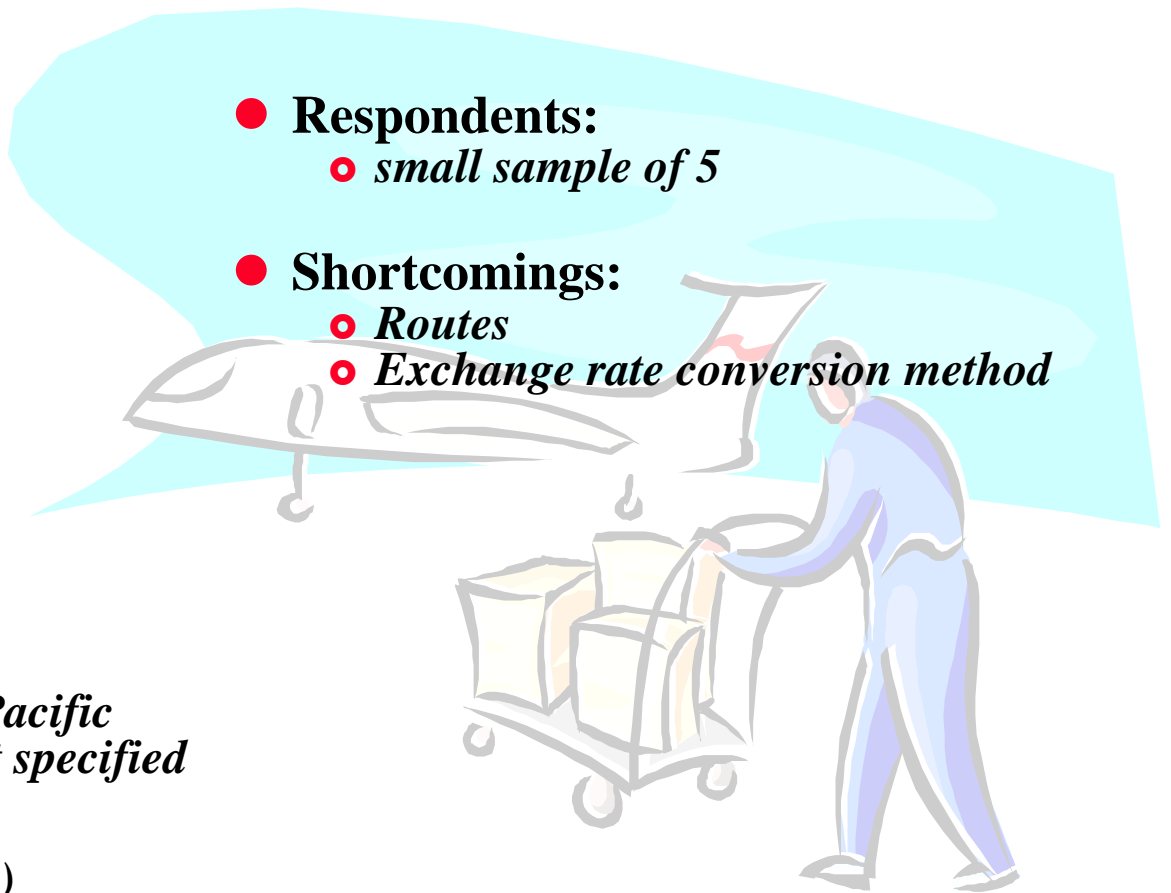 ● Respondents:
small sample of 5
● Shortcomings:
Routes
Exchange rate conversion method
specified
)